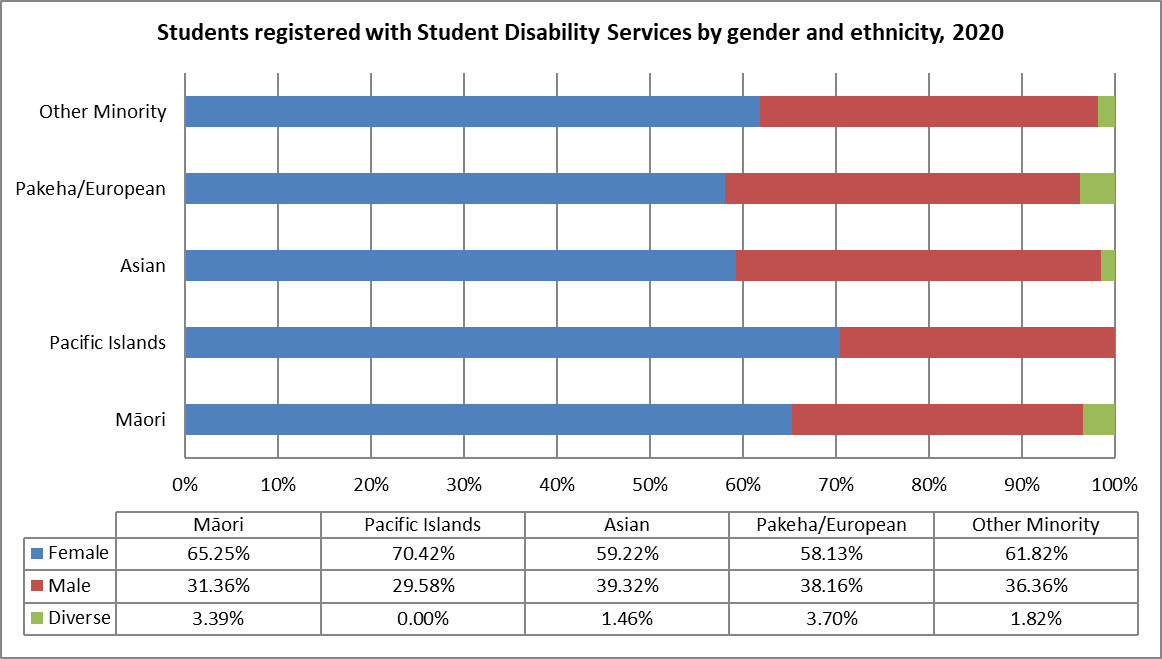 Students registered with Student Disability Services by gender and ethnicity, 2020
Other Minority
Pakeha/European
Asian
Pacific Islands
Māori
0% 10% 20% 30% 40% 50% 60% 70% 80% 90% 100%
Māori Pacific Islands Asian Pakeha/European Other Minority
Female 65.25% 70.42% 59.22% 58.13% 61.82%
Male 31.36% 29.58% 39.32% 38.16% 36.36%
Diverse 3.39% 0.00% 1.46% 3.70% 1.82%